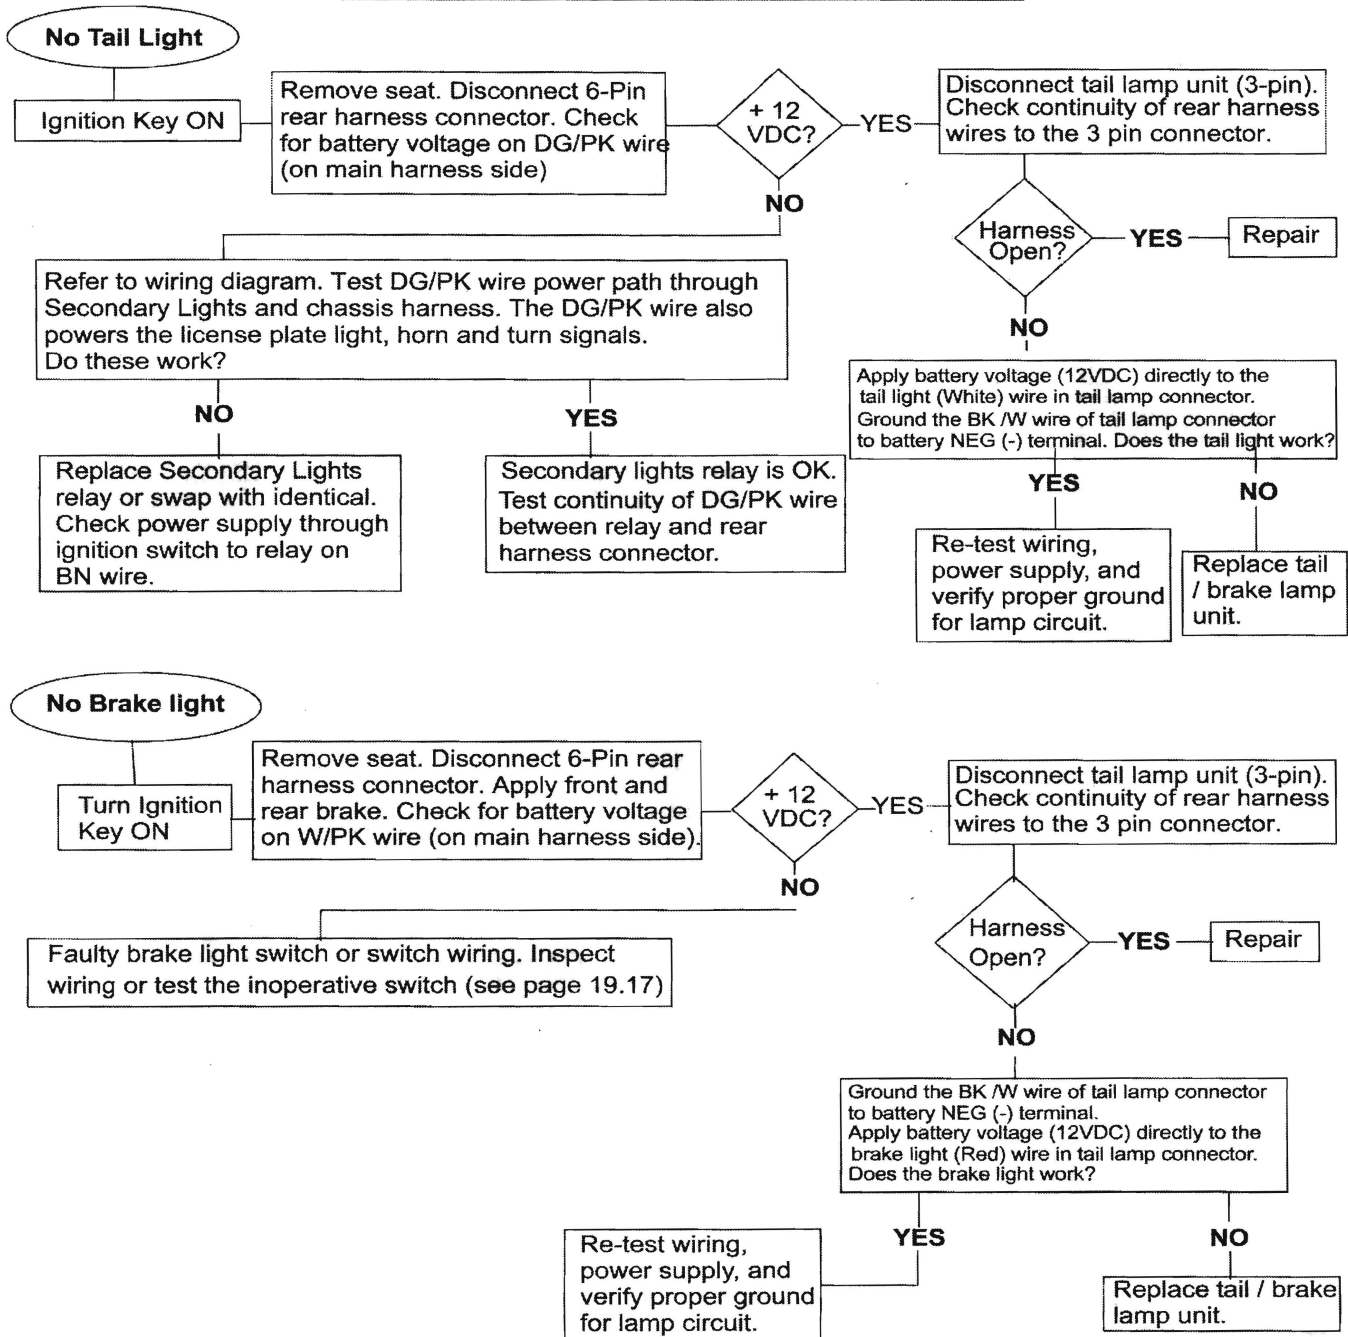 No Tail Light
Ignition Key ON
Remove seat. Disconnect 6-Pin
rear harness connector. Check
for battery voltage on DG/PK wire
(on main harness side)
+ 12
VDC?
YES
Disconnect tail lamp unit (3-pin).
Check continuity of rear harness
wires to the 3 pin connector.
NO
Harness
Open?
YES
Repair
Refer to wiring diagram. Test DG/PK wire power path through
Secondary Lights and chassis harness. The DG/PK wire also
powers the license plate light, horn and turn signals.
Do these work?
NO
Apply battery voltage (12VDC) directly to the
tail light (White) wire in tail lamp connector.
Ground the BK /W wire of tail lamp connector
to battery NEG (-) terminal. Does the tail light work?
NO
YES
Replace Secondary Lights
relay or swap with identical.
Check power supply through
ignition switch to relay on
BN wire.
Secondary lights relay is OK.
Test continuity of DG/PK wire
between relay and rear
harness connector.
YES
NO
Re-test wiring,
power supply, and
verify proper ground
for lamp circuit.
Replace tail
/ brake lamp
unit.
No Brake light
Turn Ignition
Key ON
Remove seat. Disconnect 6-Pin rear
harness connector. Apply front and
rear brake. Check for battery voltage
on W/PK wire (on main harness side).
+ 12
VDC?
YES
Disconnect tail lamp unit (3-pin).
Check continuity of rear harness
wires to the 3 pin connector.
NO
Harness
Open?
YES
Repair
Faulty brake light switch or switch wiring. Inspect
wiring or test the inoperative switch (see page 19.17)
NO
Ground the BK /W wire of tail lamp connector
to battery NEG (-) terminal.
Apply battery voltage (12VDC) directly to the
brake light (Red) wire in tail lamp connector.
Does the brake light work?
YES
NO
Re-test wiring,
power supply, and
verify proper ground
for lamp circuit.
Replace tail / brake
lamp unit.